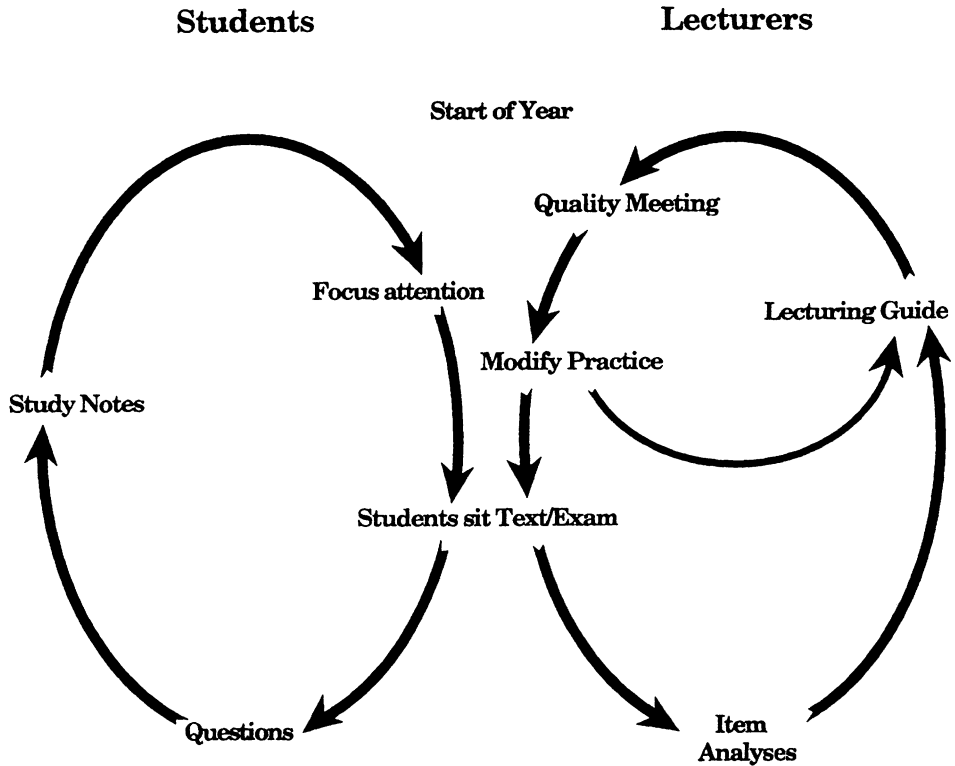 Students
Lecturers
Start of Year
Quality Meeting
Focus attention
Lecturing Guide
Modify Practice
Study Notes
Students sit Text/Exam
Questions
Item
Analyses